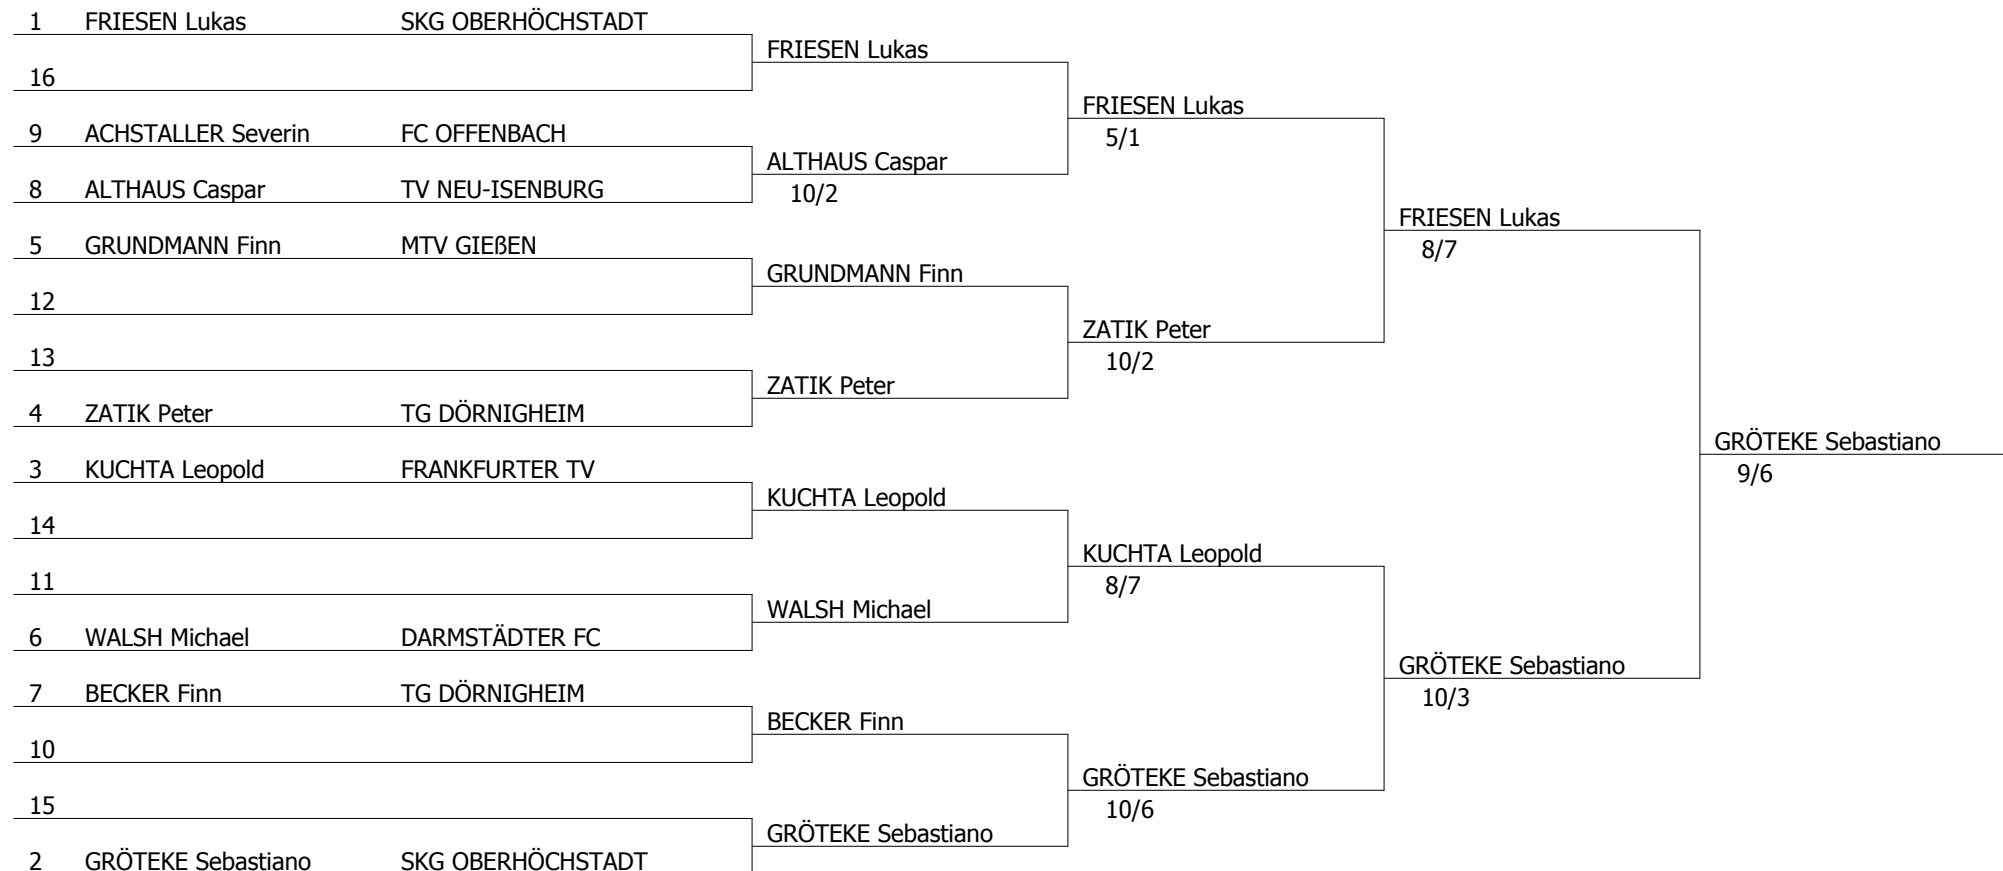 1 FRIESEN Lukas SKG OBERHÖCHSTADT
FRIESEN Lukas
16
FRIESEN Lukas
5/1
9 ACHSTALLER Severin FC OFFENBACH
ALTHAUS Caspar
10/2
8 ALTHAUS Caspar TV NEU-ISENBURG
FRIESEN Lukas
8/7
5 GRUNDMANN Finn MTV GIEßEN
GRUNDMANN Finn
12
ZATIK Peter
10/2
13
ZATIK Peter
4 ZATIK Peter TG DÖRNIGHEIM
GRÖTEKE Sebastiano
9/6
3 KUCHTA Leopold FRANKFURTER TV
KUCHTA Leopold
14
KUCHTA Leopold
8/7
11
WALSH Michael
6 WALSH Michael DARMSTÄDTER FC
GRÖTEKE Sebastiano
10/3
7 BECKER Finn TG DÖRNIGHEIM
BECKER Finn
10
GRÖTEKE Sebastiano
10/6
15
GRÖTEKE Sebastiano
2 GRÖTEKE Sebastiano SKG OBERHÖCHSTADT